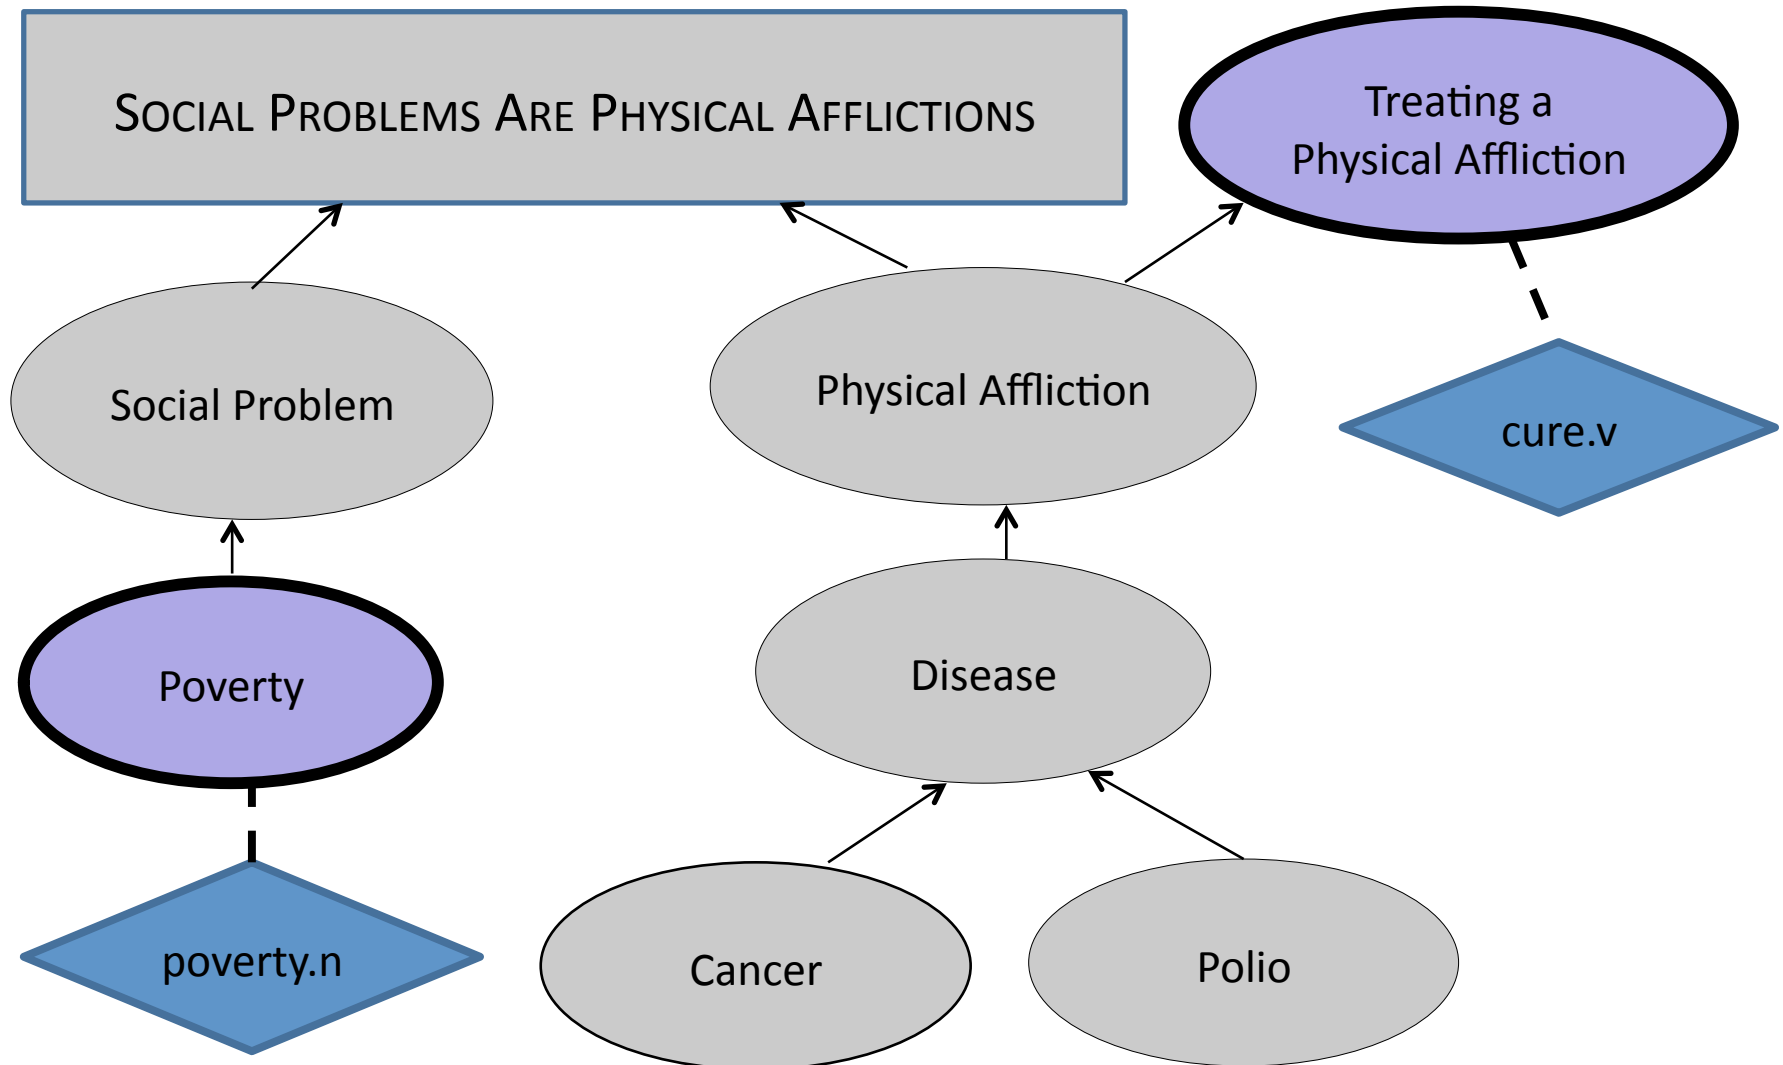 SOCIAL PROBLEMS ARE PHYSICAL AFFLICTIONS
Treating a
Physical Affliction
Social Problem
Physical Affliction
cure.v
Poverty
Disease
poverty.n
Cancer
Polio